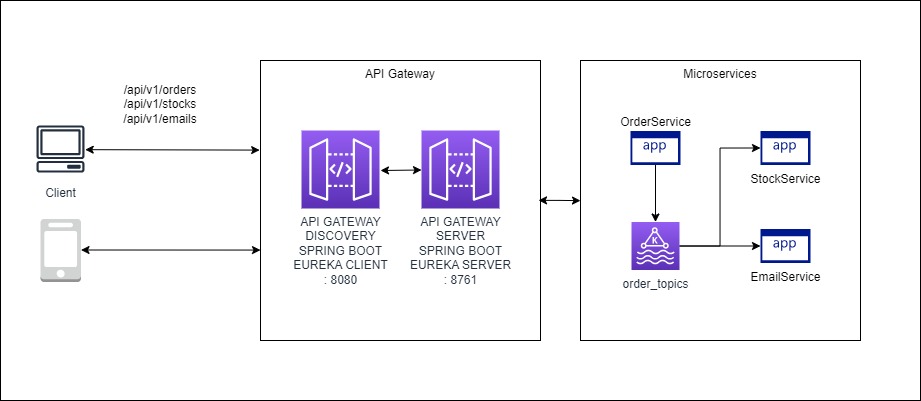 API Gateway
Microservices
/api/v1/orders
/api/v1/stocks
/api/v1/emails
Client
API GATEWAY
DISCOVERY
SPRING BOOT
EUREKA CLIENT
: 8080
API GATEWAY
SERVER
SPRING BOOT
EUREKA SERVER
: 8761
OrderService
app
app
StockService
K
order_topics
app
EmailService